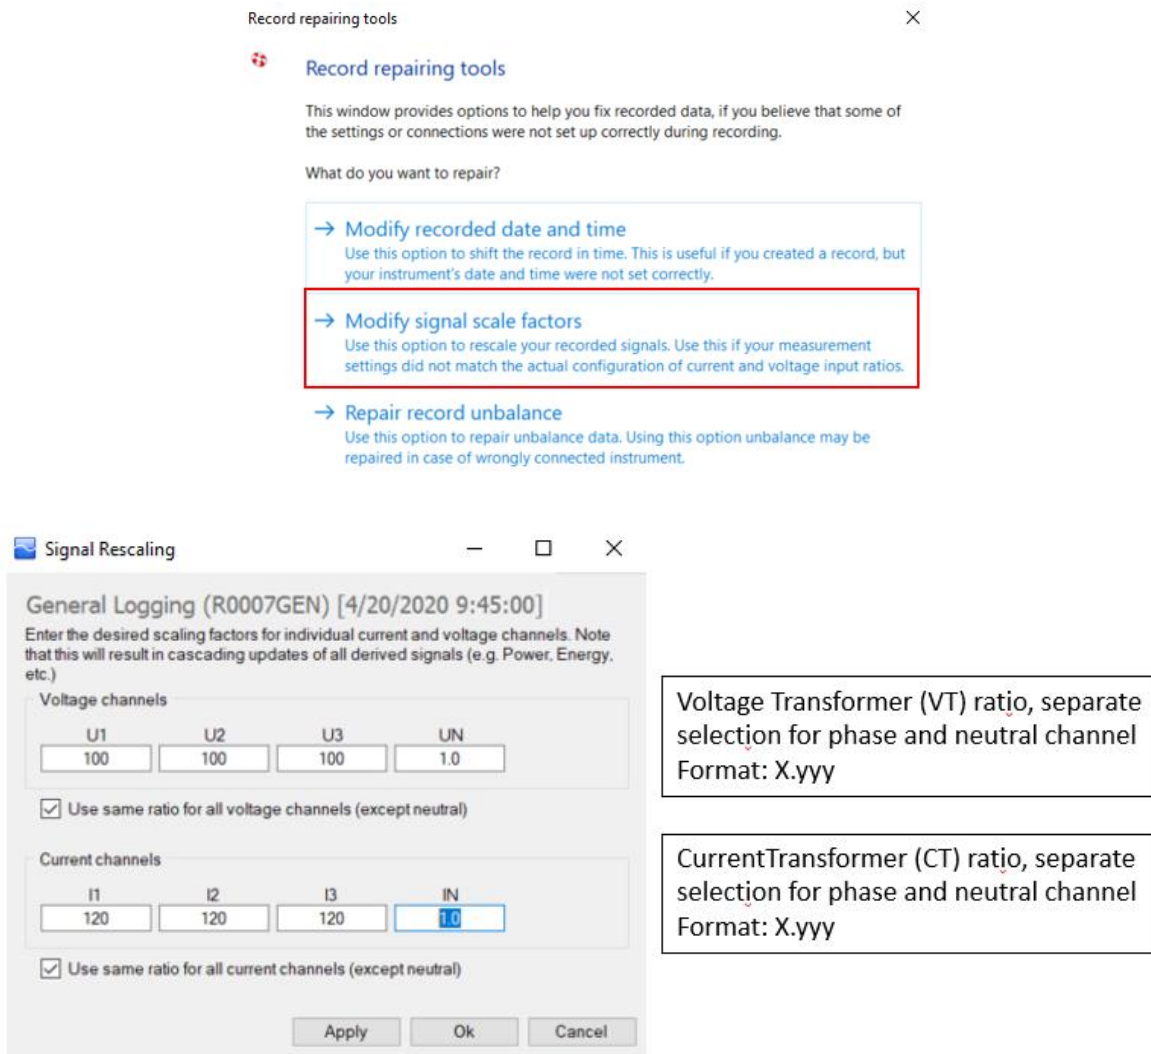 Record repairing tools
Record repairing tools
This window provides options to help you fix recorded data, if you believe that some of
the settings or connections were not set up correctly during recording.
What do you want to repair?
Modify recorded date and time
Use this option to shift the record in time. This is useful if you created a record, but
your instrument's date and time were not set correctly.
Modify signal scale factors
Use this option to rescale your recorded signals. Use this if your measurement
settings did not match the actual configuration of current and voltage input ratios.
Repair record unbalance
Use this option to repair unbalance data. Using this option unbalance may be
repaired in case of wrongly connected instrument.
Signal Rescaling
General Logging (R0007GEN) [4/20/2020 9:45:00]
Enter the desired scaling factors for individual current and voltage channels. Note
that this will result in cascading updates of all derived signals (e.g. Power, Energy,
etc.)
Voltage channels
U1 U2 U3 UN
100 100 100 1.0
Use same ratio for all voltage channels (except neutral)
Current channels
I1 I2 I3 IN
120 120 120 1.0
Use same ratio for all current channels (except neutral)
Apply Ok Cancel
Voltage Transformer (VT) ratio, separate
selection for phase and neutral channel
Format: X.yyy
CurrentTransformer (CT) ratio, separate
selection for phase and neutral channel
Format: X.yyy